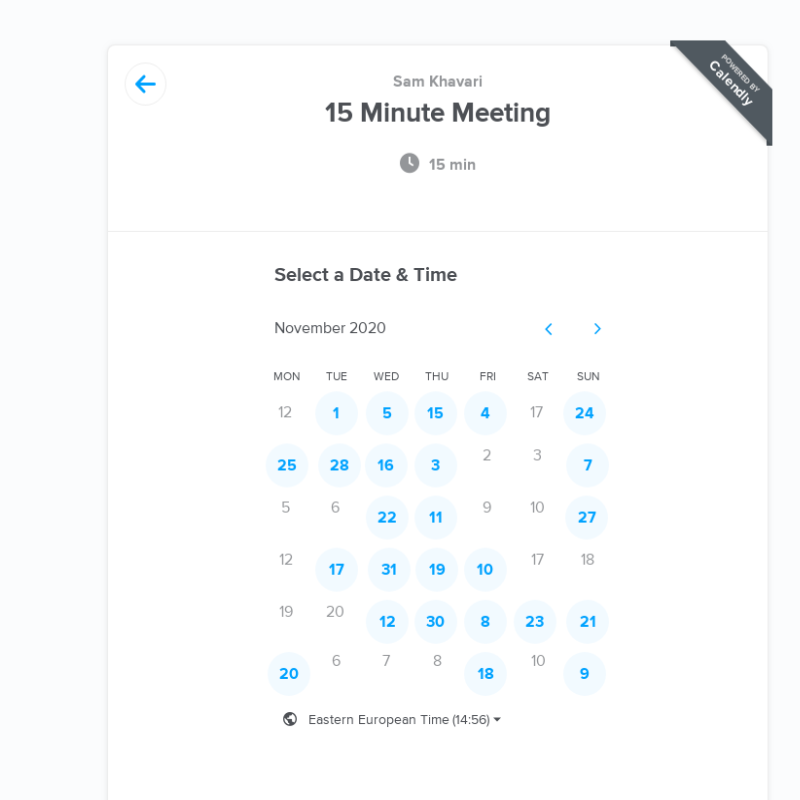 POWERED BY
Calendly
Sam Khavari
15 Minute Meeting
15 min
Select a Date & Time
November 2020
MON TUE WED THU FRI SAT SUN
12 1 5 15 4 17 24
25 28 16 3 2 3 7
5 6 22 11 9 10 27
12 17 31 19 10 17 18
19 20 12 30 8 23 21
20 6 7 8 18 10 9
Eastern European Time (14:56)